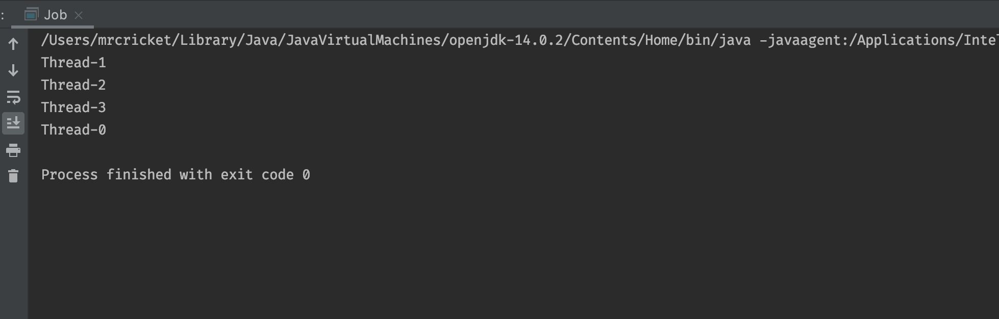 : Job
/Users/mrcricket/Library/Java/JavaVirtualMachines/openjdk-14.0.2/Contents/Home/bin/java -javaagent:/Applications/Inte
Thread-1
Thread-2
Thread-3
Thread-0
Process finished with exit code 0